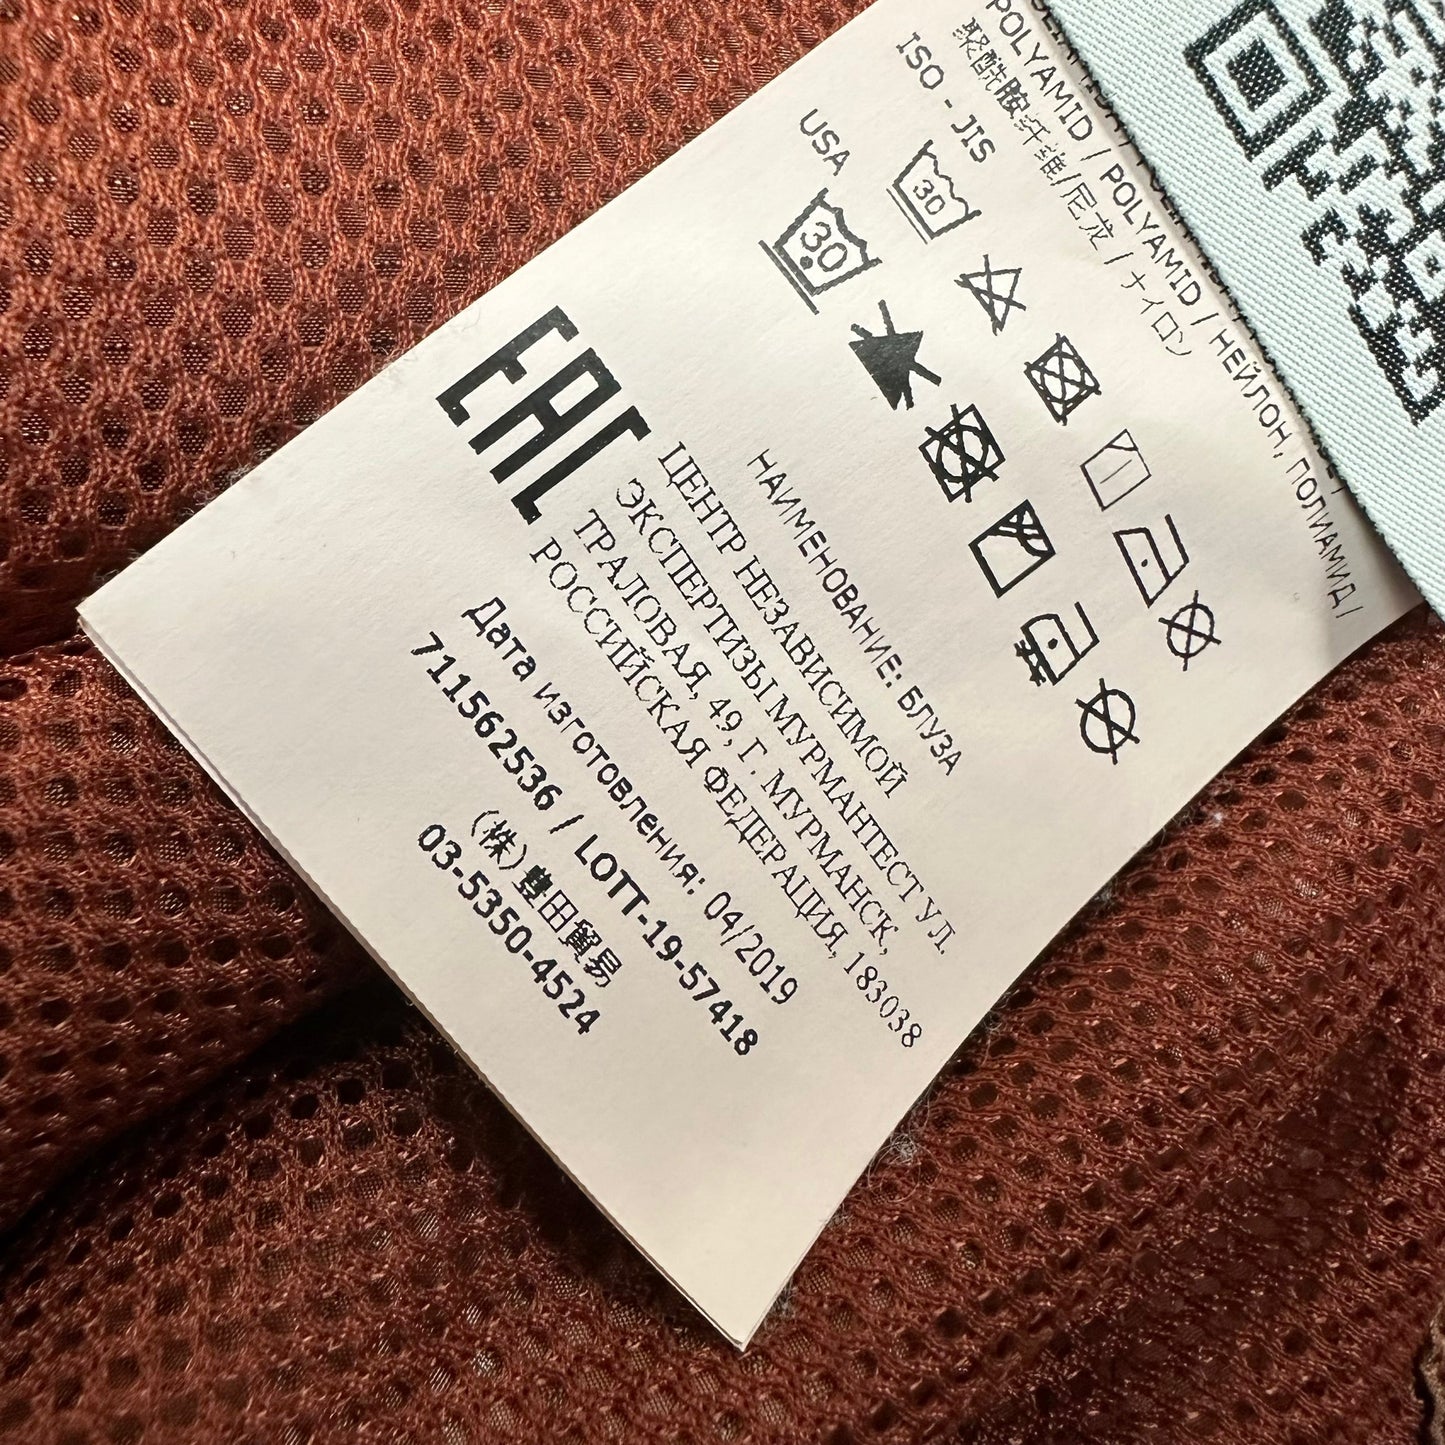 POLYAMID / POLYAMID / НЕЙЛОН, ПОЛИАМИД /
聚酰胺纤维/尼龙 / ナイロン
ISO - JIS
30
USA
30
НАИМЕНОВАНИЕ: БЛУЗА
EAC
ЦЕНТР НЕЗАВИСИМОЙ
ЭКСПЕРТИЗЫ МУРМАНТЕСТ УЛ.
ТРАЛОВАЯ, 49, Г. МУРМАНСК,
РОССИЙСКАЯ ФЕДЕРАЦИЯ, 183038
Дата изготовления: 04/2019
711562536 / LOTT-19-57418
(株)豊田貿易
03-5350-4524